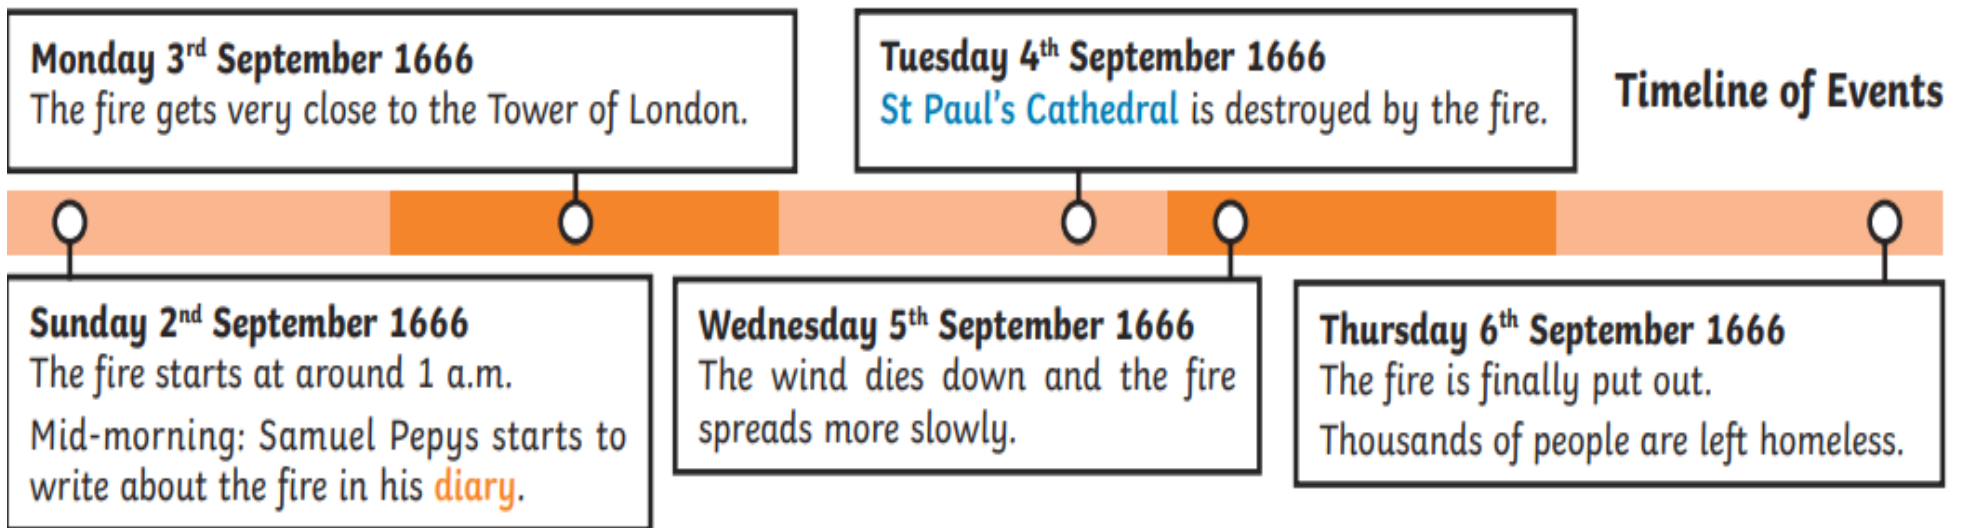 Timeline of Events
Sunday 2nd September 1666
The fire starts at around 1 a.m.
Mid-morning: Samuel Pepys starts to
write about the fire in his diary.
Monday 3rd September 1666
The fire gets very close to the Tower of London.
Tuesday 4th September 1666
St Paul's Cathedral is destroyed by the fire.
Wednesday 5th September 1666
The wind dies down and the fire
spreads more slowly.
Thursday 6th September 1666
The fire is finally put out.
Thousands of people are left homeless.